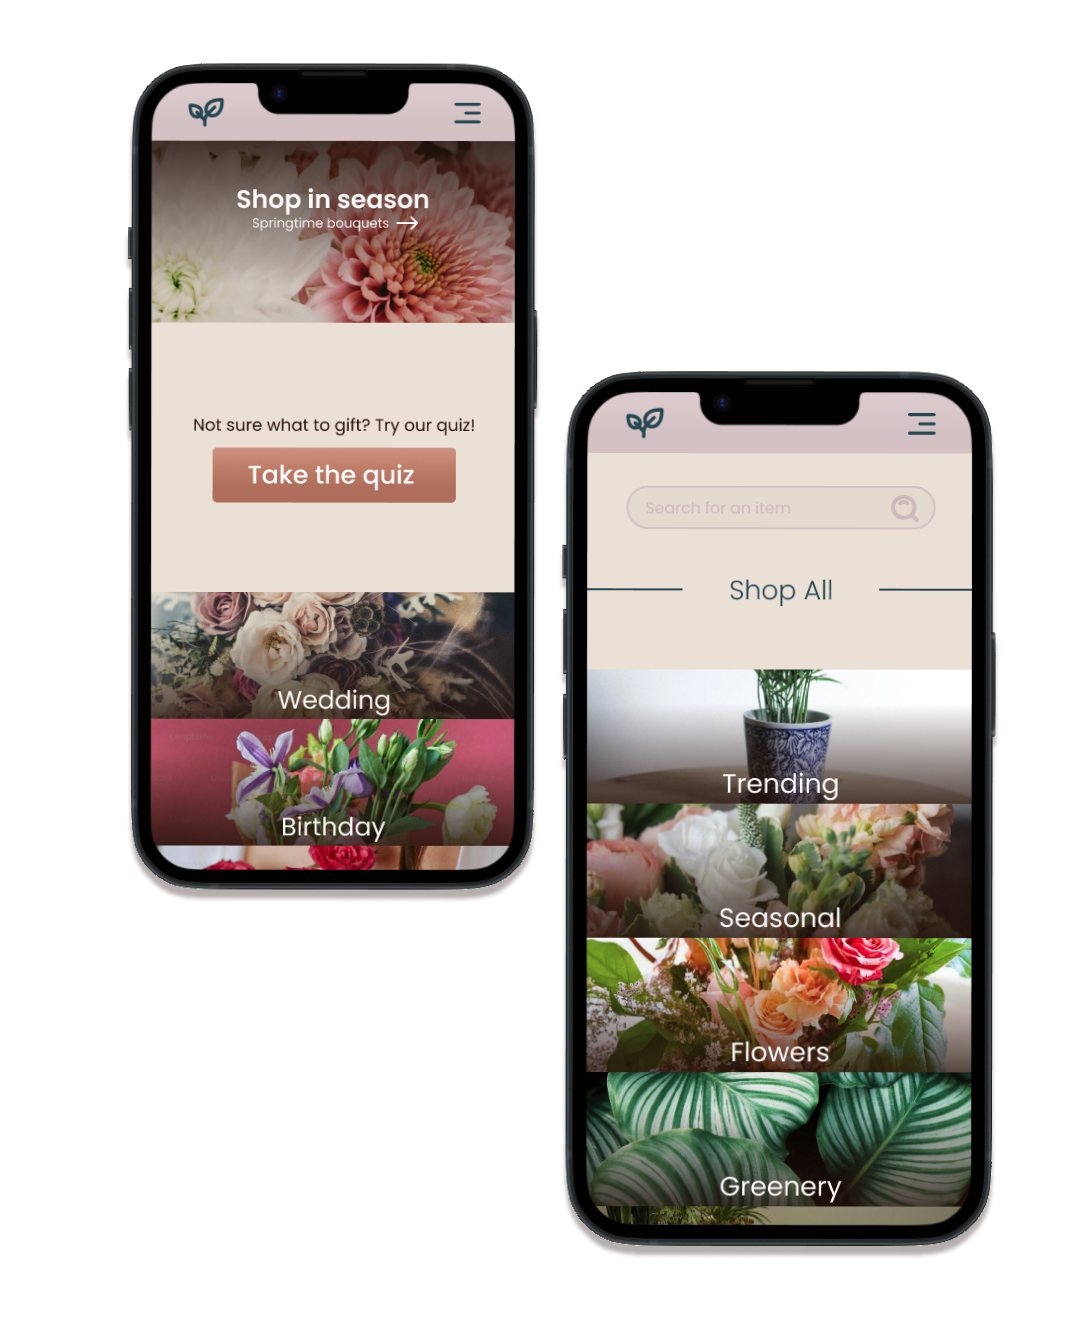 Shop in season
Springtime bouquets
Not sure what to gift? Try our quiz!
Take the quiz
Wedding
Birthday
Search for an item
Shop All
Trending
Seasonal
Flowers
Greenery